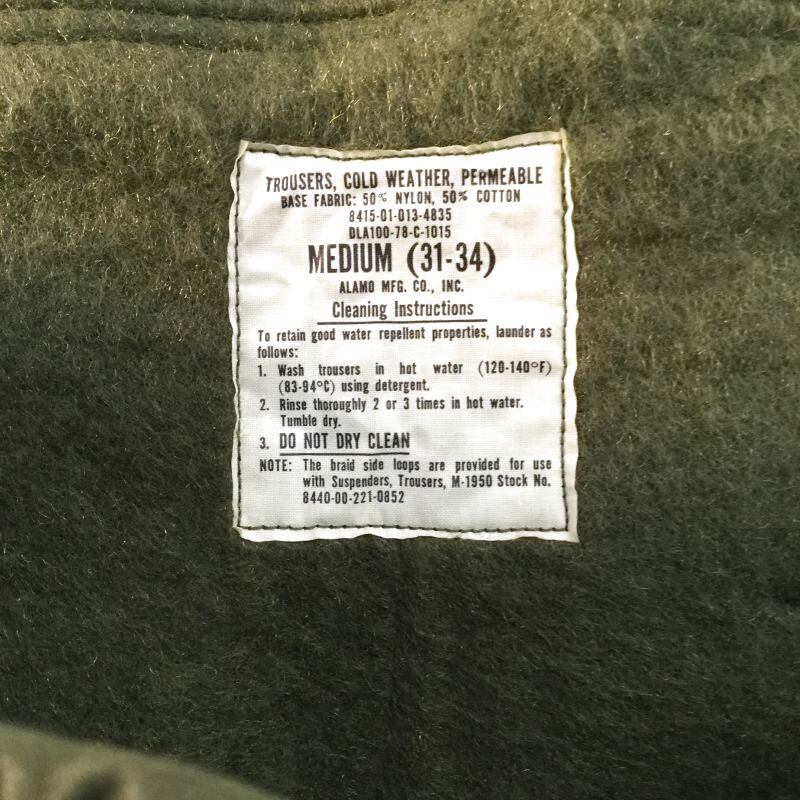 TROUSERS, COLD WEATHER, PERMEABLE
BASE FABRIC: 50% NYLON, 50% COTTON
8415-01-013-4835
DLA100-78-C-1015
MEDIUM (31-34)
ALAMO MFG. CO., INC.
Cleaning Instructions
To retain good water repellent properties, launder as
follows:
1. Wash trousers in hot water (120-140°F)
(83-94°C) using detergent.
2. Rinse thoroughly 2 or 3 times in hot water.
Tumble dry.
3. DO NOT DRY CLEAN
NOTE: The braid side loops are provided for use
with Suspenders, Trousers, M-1950 Stock No.
8440-00-221-0852